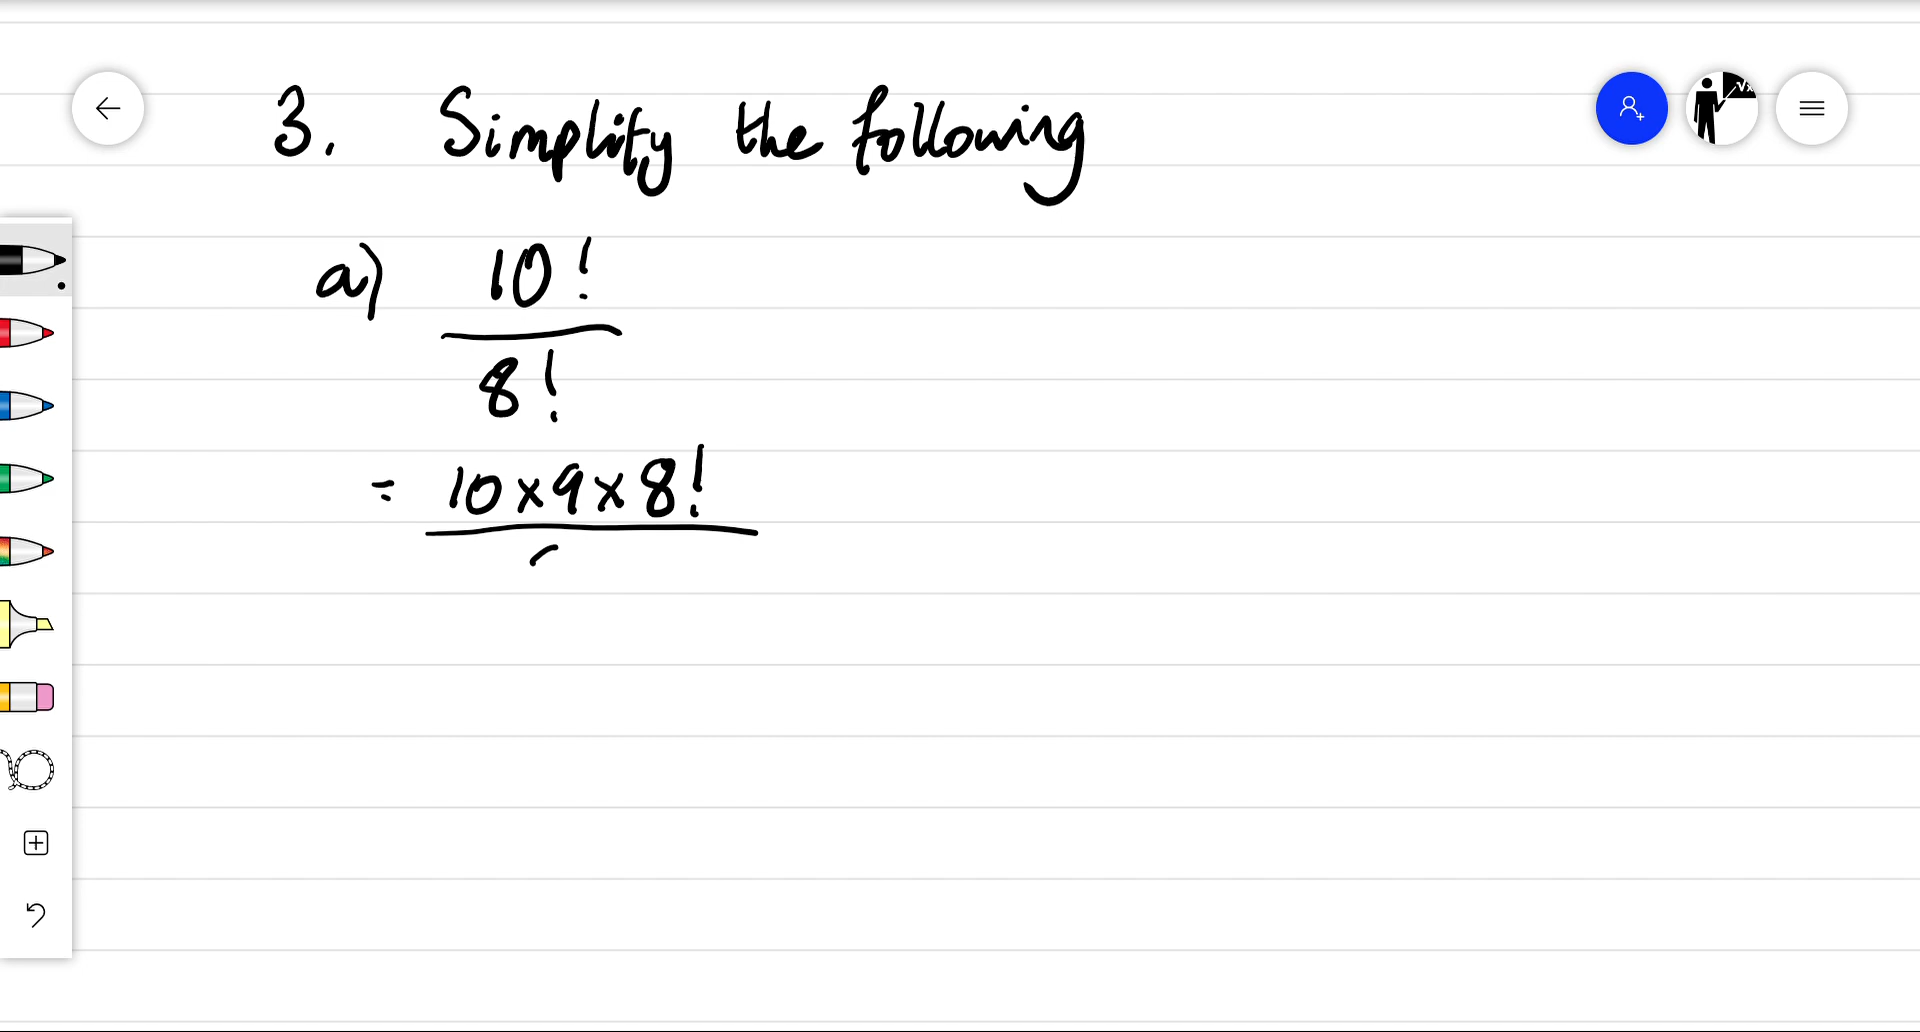 3. Simplify the following
a) 10!
8!
= 10×9×8!